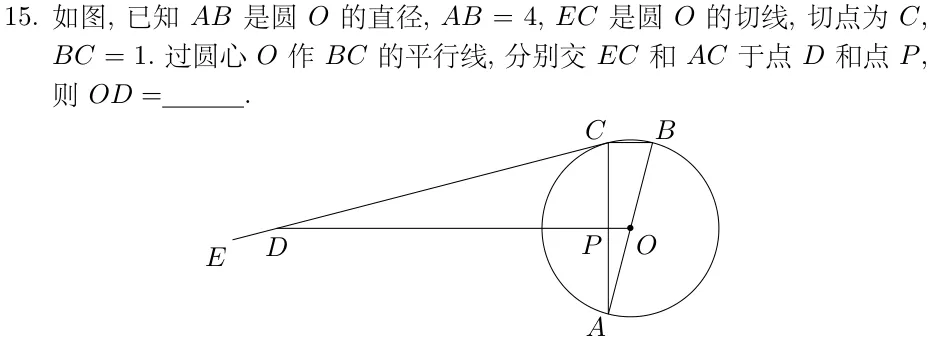 15. 如图, 已知 AB 是圆 O 的直径, AB = 4, EC 是圆 O 的切线, 切点为 C,
BC = 1. 过圆心 O 作 BC 的平行线, 分别交 EC 和 AC 于点 D 和点 P,
则 OD =______.
C B
E D P O
A